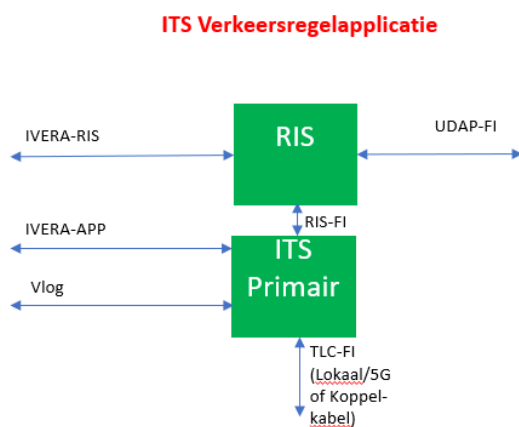 ITS Verkeersregelapplicatie
IVERA-RIS
RIS
UDAP-FI
RIS-FI
IVERA-APP
ITS
Primair
Vlog
TLC-FI
(Lokaal/5G
of Koppel-
kabel)